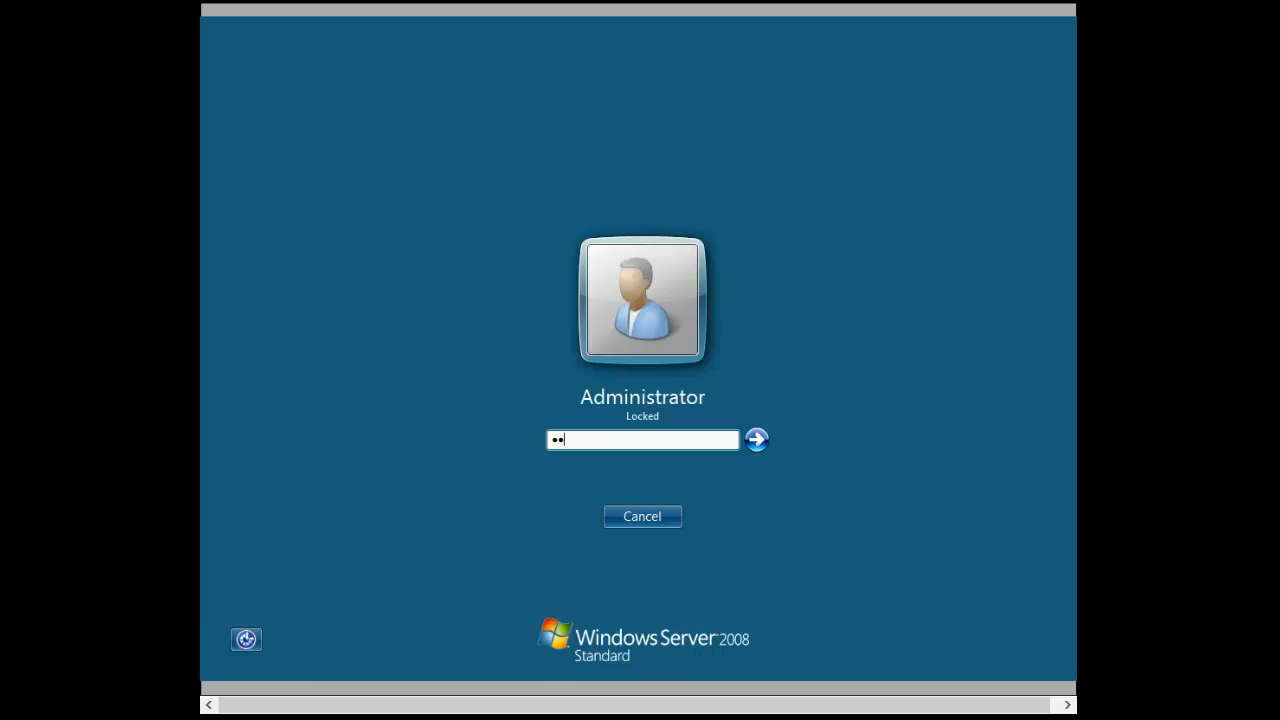 Administrator
Locked
Cancel
Windows Server 2008
Standard